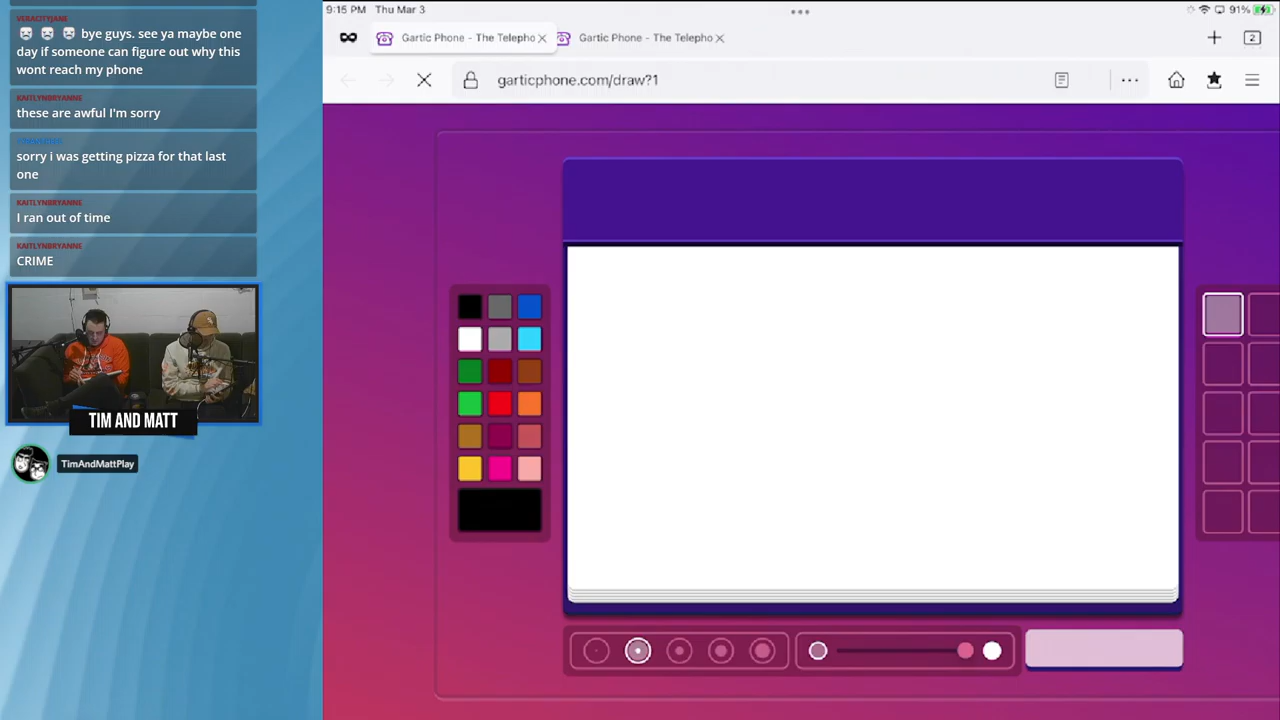 VERACITYJANE
bye guys. see ya maybe one
day if someone can figure out why this
wont reach my phone
KAITLYNBRYANNE
these are awful I'm sorry
sorry i was getting pizza for that last
one
KAITLYNBRYANNE
I ran out of time
KAITLYNBRYANNE
CRIME
TIM AND MATT
TimAndMattPlay
9:15 PM Thu Mar 3
91%
Gartic Phone - The Telepho
Gartic Phone - The Telepho
2
garticphone.com/draw?1